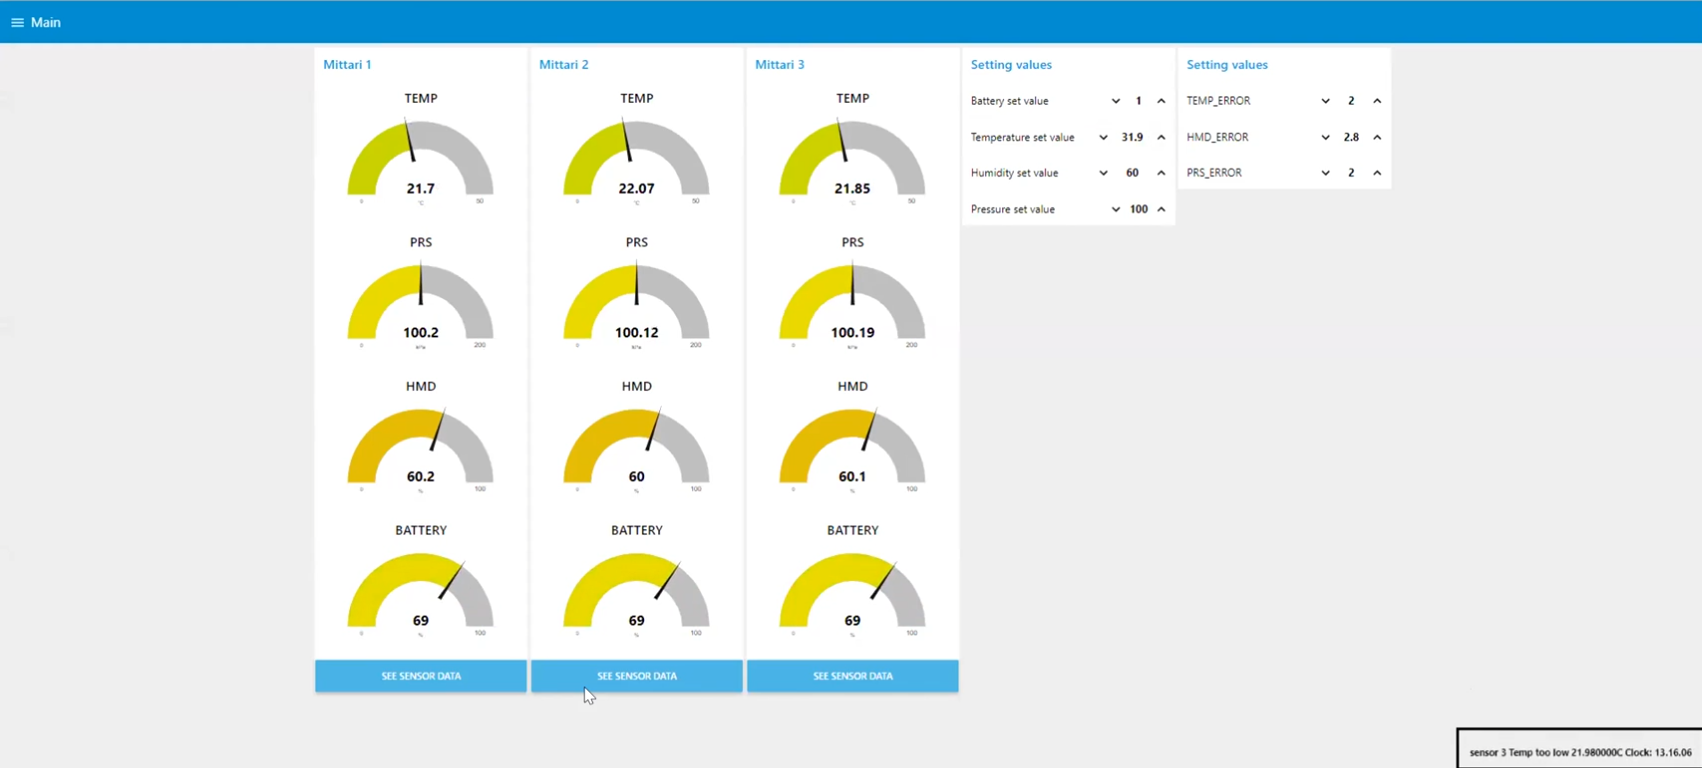 Main
Mittari 1
TEMP
21.7
°C
0
50
PRS
100.2
0
200
HMD
60.2
%
0
100
BATTERY
69
%
0
100
SEE SENSOR DATA
Mittari 2
TEMP
22.07
°C
0
50
PRS
100.12
0
200
HMD
60
%
0
100
BATTERY
69
%
0
100
SEE SENSOR DATA
Mittari 3
TEMP
21.85
°C
0
50
PRS
100.19
0
200
HMD
60.1
%
0
100
BATTERY
69
%
0
100
SEE SENSOR DATA
Setting values
Battery set value 1
Temperature set value 31.9
Humidity set value 60
Pressure set value 100
Setting values
TEMP_ERROR 2
HMD_ERROR 2.8
PRS_ERROR 2
sensor 3 Temp too low 21.980000C Clock: 13.16.06